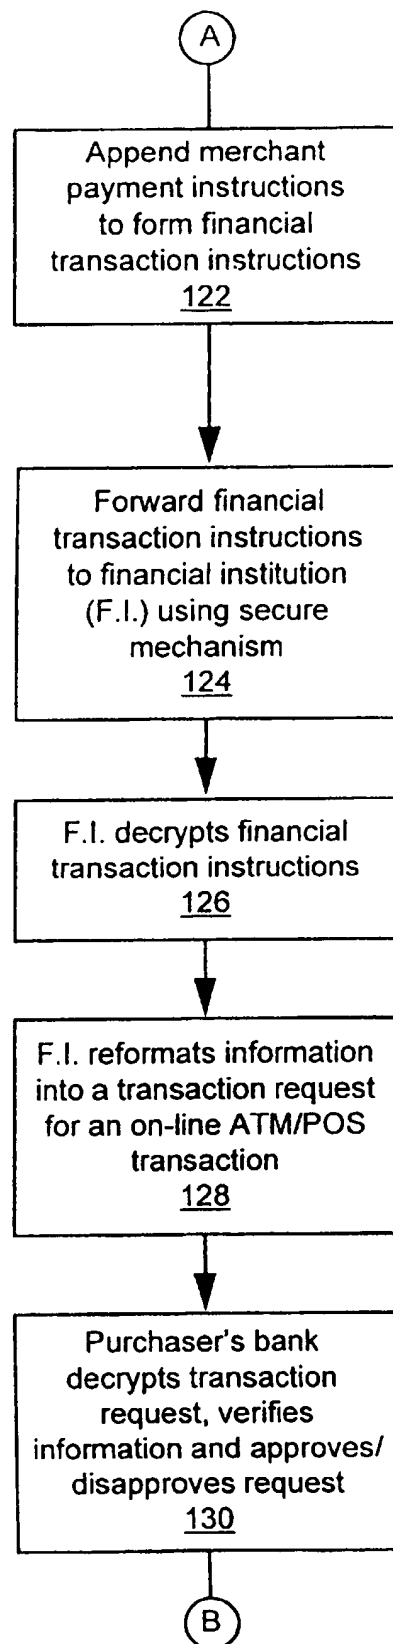 A
Append merchant
payment instructions
to form financial
transaction instructions
122
Forward financial
transaction instructions
to financial institution
(F.I.) using secure
mechanism
124
F.I. decrypts financial
transaction instructions
126
F.I. reformats information
into a transaction request
for an on-line ATM/POS
transaction
128
Purchaser's bank
decrypts transaction
request, verifies
information and approves/
disapproves request
130
B